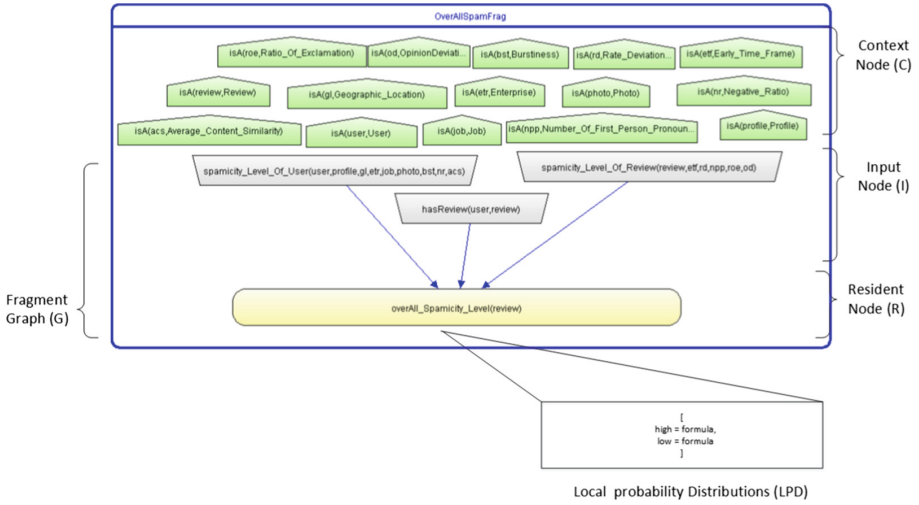 OverAllSpamFrag
isA(roe,Ratio_Of_Exclamation)
isA(od,OpinionDeviati...
isA(bst,Burstiness)
isA(rd,Rate_Deviation...
isA(etf,Early_Time_Frame)
Context
Node (C)
isA(review,Review)
isA(gl,Geographic_Location)
isA(etr,Enterprise)
isA(photo,Photo)
isA(nr,Negative_Ratio)
isA(acs,Average_Content_Similarity)
isA(user,User)
isA(job,Job)
isA(npp,Number_Of_First_Person_Pronoun...
isA(profile,Profile)
spamicity_Level_Of_User(user,profile,gl,etr,job,photo,bst,nr,acs)
spamicity_Level_Of_Review(review,etf,rd,npp,roe,od)
Input
Node (I)
hasReview(user,review)
Fragment
Graph (G)
overAll_Spamicity_Level(review)
Resident
Node (R)
[
high = formula,
low = formula
]
Local probability Distributions (LPD)